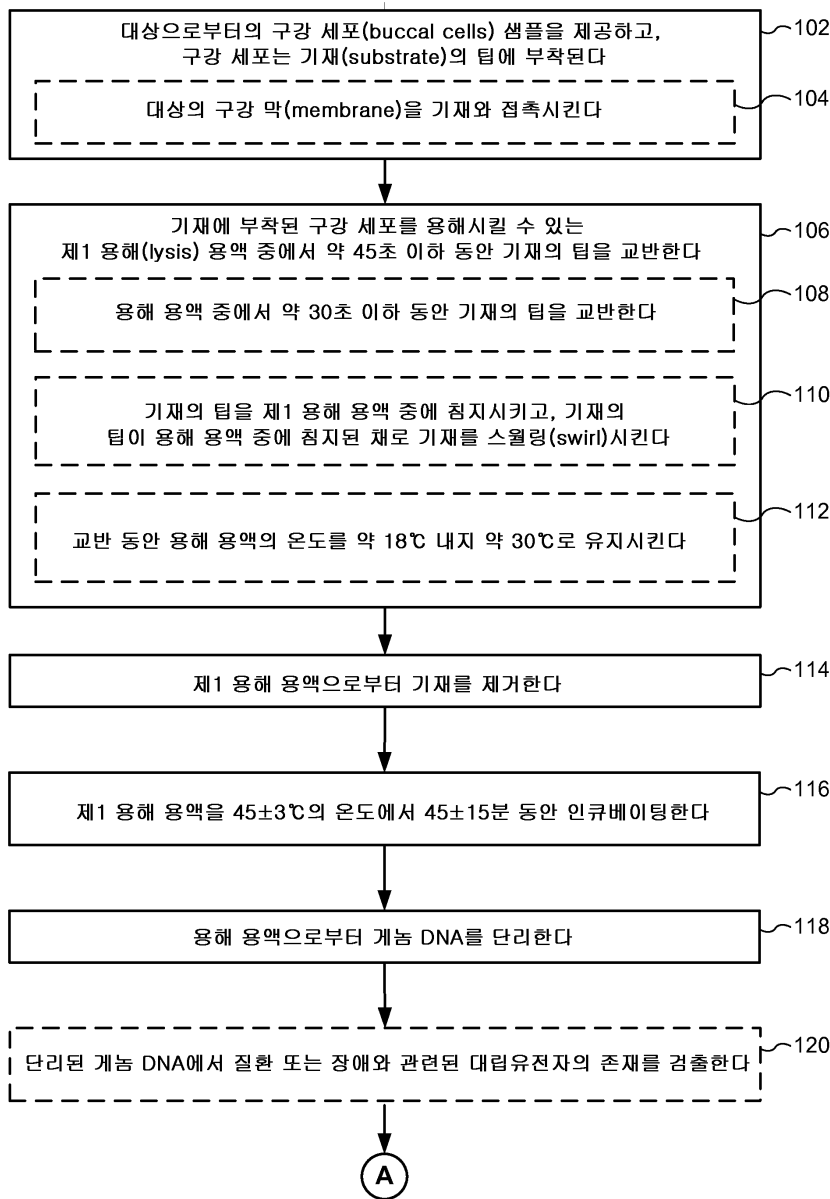 대상으로부터의 구강 세포(buccal cells) 샘플을 제공하고,
구강 세포는 기재(substrate)의 팁에 부착된다
102
대상의 구강 막(membrane)을 기재와 접촉시킨다
104
기재에 부착된 구강 세포를 용해시킬 수 있는
제1 용해(lysis) 용액 중에서 약 45초 이하 동안 기재의 팁을 교반한다
106
용해 용액 중에서 약 30초 이하 동안 기재의 팁을 교반한다
108
기재의 팁을 제1 용해 용액 중에 침지시키고, 기재의
팁이 용해 용액 중에 침지된 채로 기재를 스월링(swirl)시킨다
110
교반 동안 용해 용액의 온도를 약 18℃ 내지 약 30℃로 유지시킨다
112
제1 용해 용액으로부터 기재를 제거한다
114
제1 용해 용액을 45±3℃의 온도에서 45±15분 동안 인큐베이팅한다
116
용해 용액으로부터 게놈 DNA를 단리한다
118
단리된 게놈 DNA에서 질환 또는 장애와 관련된 대립유전자의 존재를 검출한다
120
A